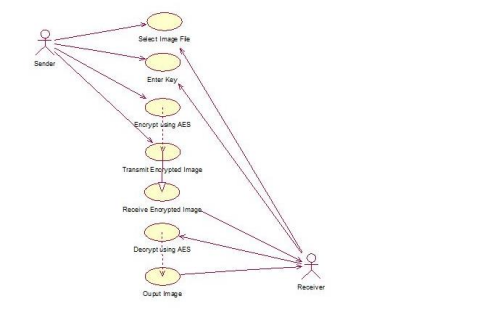 Select Image File
Sender
Enter Key
Encrypt using AES
Transmit Encrypted Image
Receive Encrypted Image
Decrypt using AES
Receiver
Ouput Image